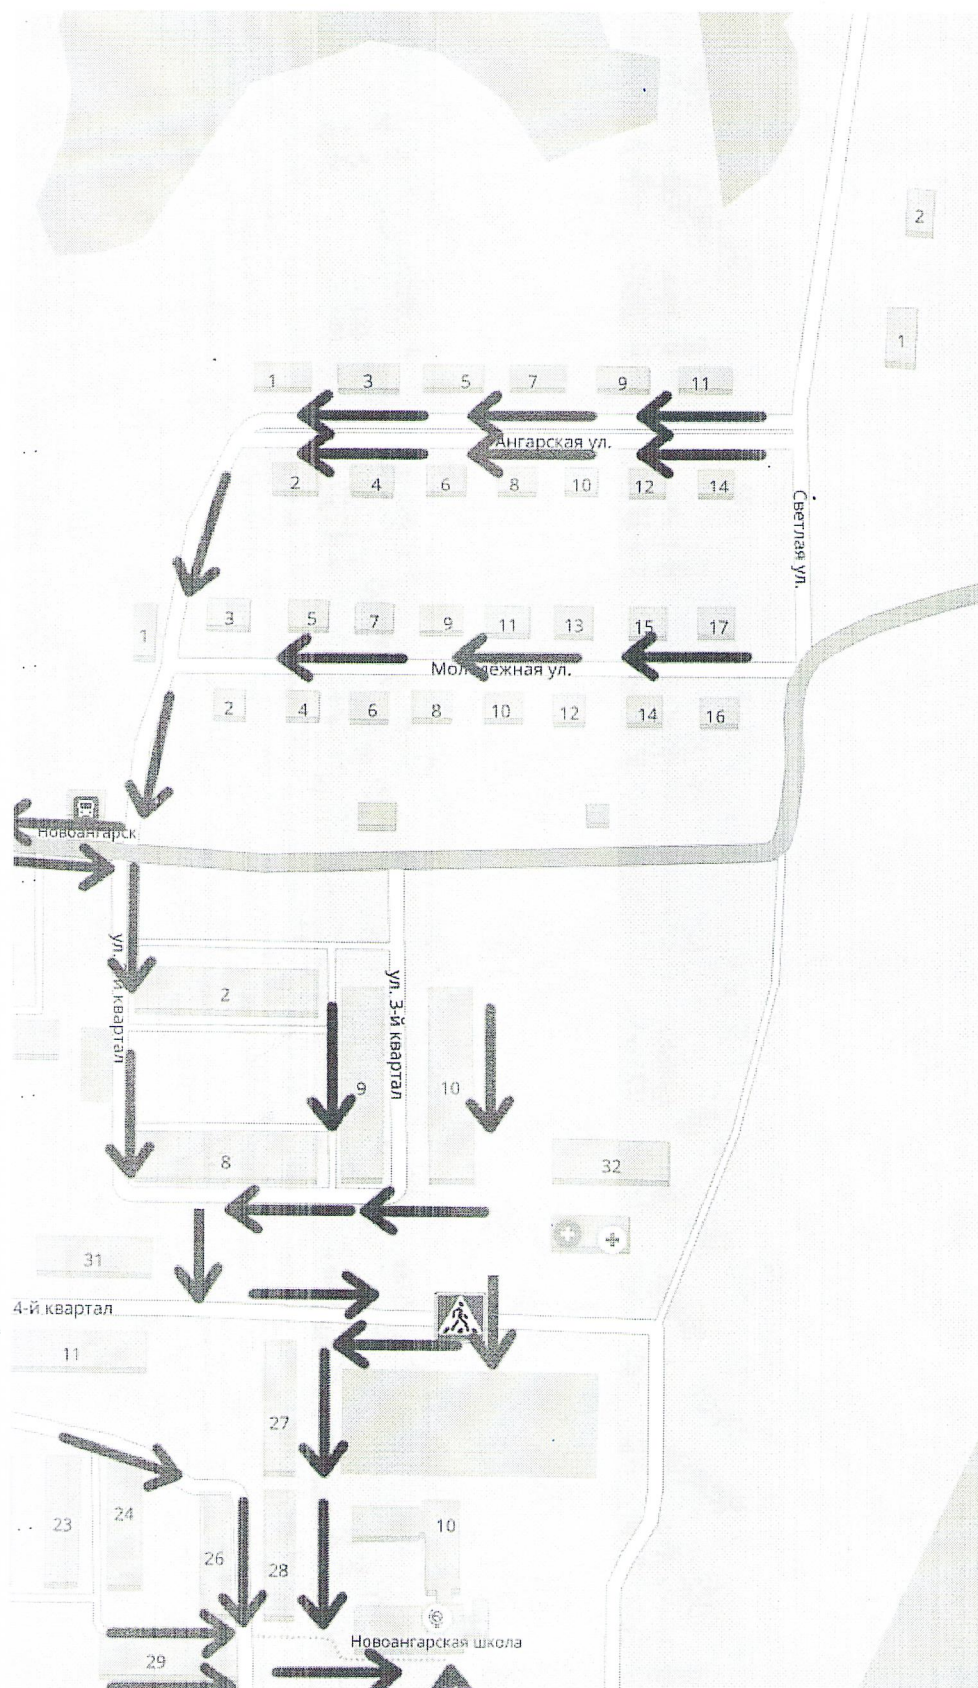 2
1
1 3 5 7 9 11
Ангарская ул.
2 4 6 8 10 12 14
Светлая ул.
1 3 5 7 9 11 13 15 17
2 4 6 8 10 12 14 16
Новоангарск
2
ул. 3-й квартал
9 10
8 32
31
4-й квартал
11
27
23 24 26 28 10
Новоангарская школа
29